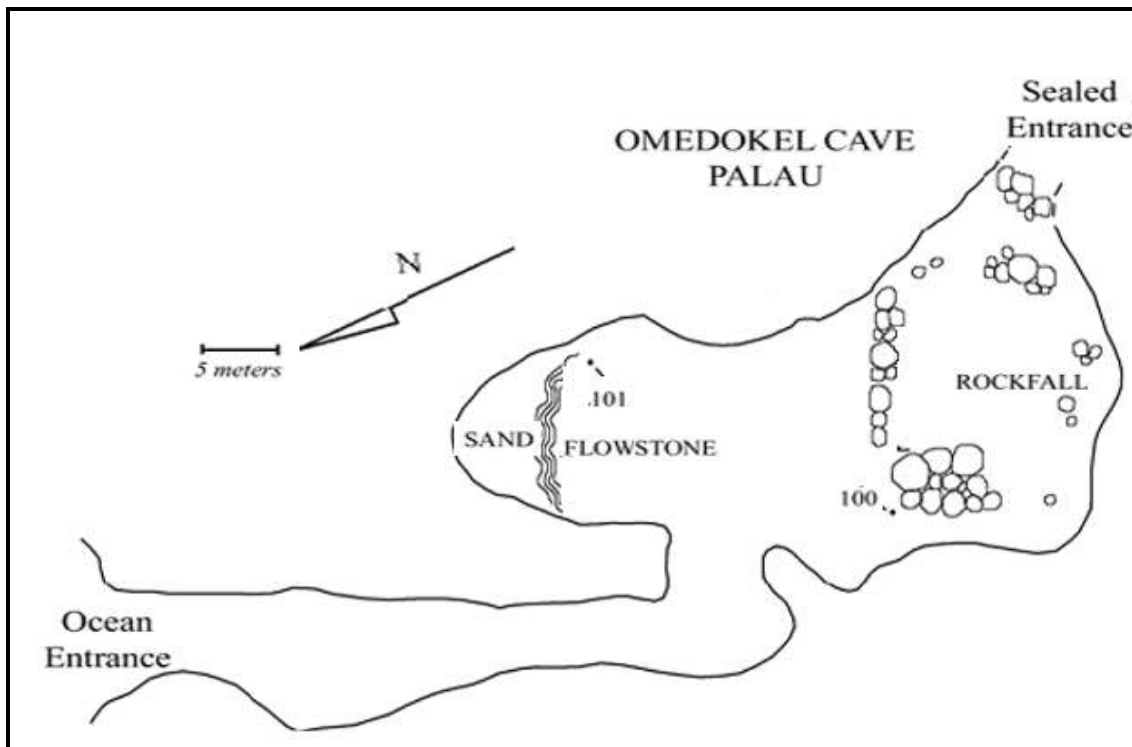 Sealed
Entrance
OMEDOKEL CAVE
PALAU
N
5 meters
.101
ROCKFALL
SAND
FLOWSTONE
100
Ocean
Entrance